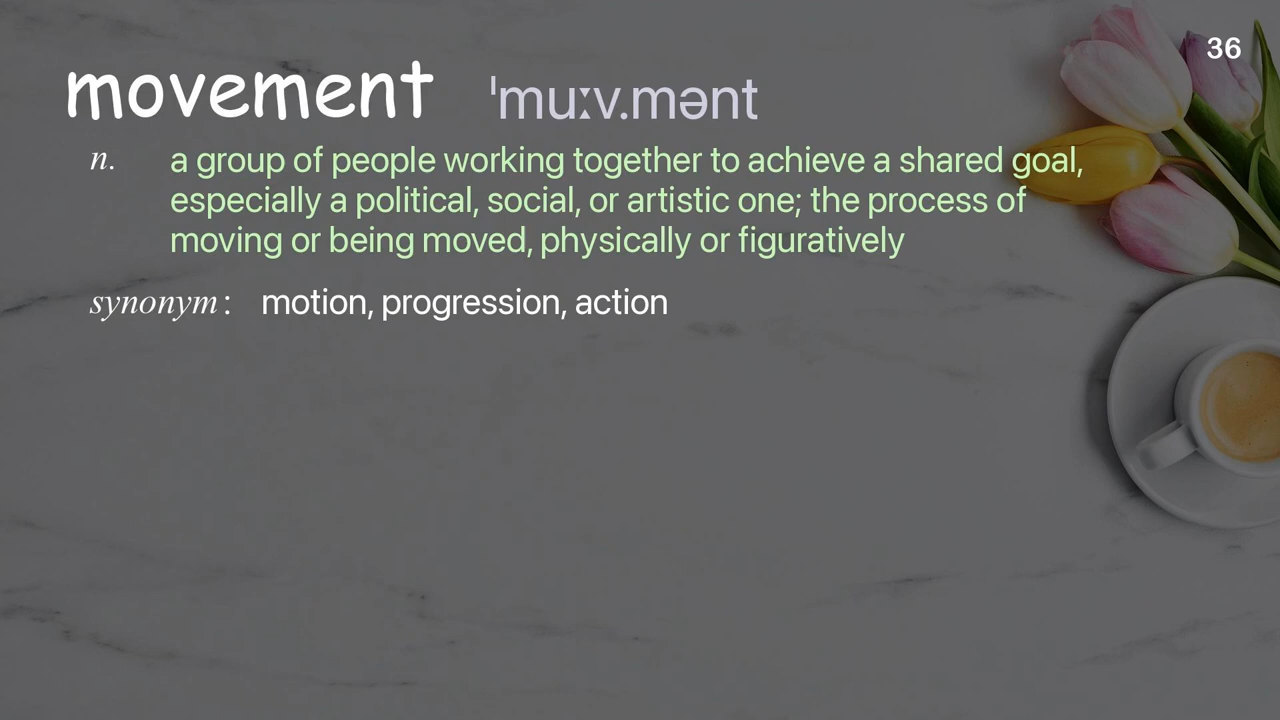 36
movement ˈmuːv.mənt
n. a group of people working together to achieve a shared goal,
especially a political, social, or artistic one; the process of
moving or being moved, physically or figuratively
synonym: motion, progression, action